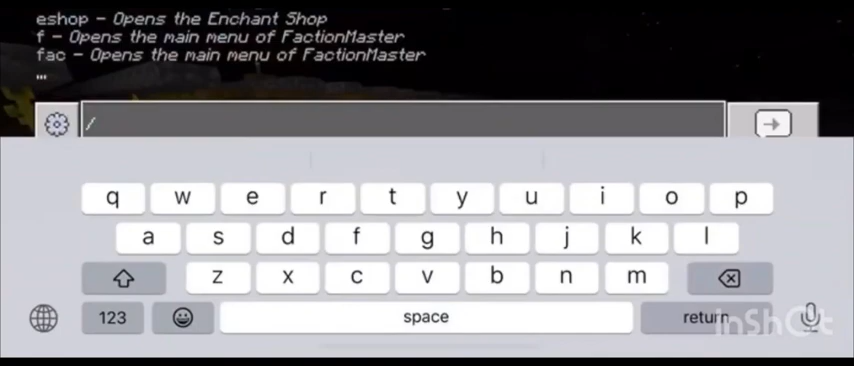 eshop – Opens the Enchant Shop
f – Opens the main menu of FactionMaster
fac – Opens the main menu of FactionMaster
...
/
q w e r t y u i o p
a s d f g h j k l
z x c v b n m
123 space return
InShOt